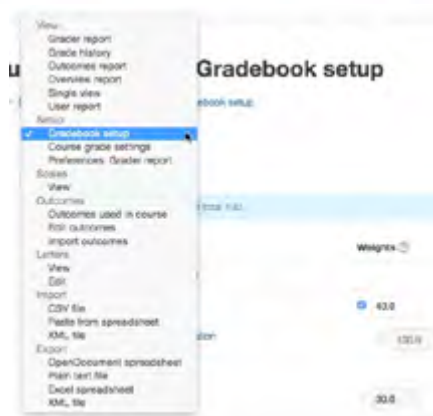 View
Grader report
Grade history
Outcomes report
Overview report
Single view
User report
Gradebook setup
Course grade settings
Preferences: Grader report
Scales
View
Outcomes
Outcomes used in course
Edit outcomes
Import outcomes
Letters
View
Edit
Import
CSV file
Paste from spreadsheet
XML file
Export
OpenDocument spreadsheet
Plain text file
Excel spreadsheet
XML file
u
Gradebook setup
ebook setup
Weights
40.0
100.0
30.0